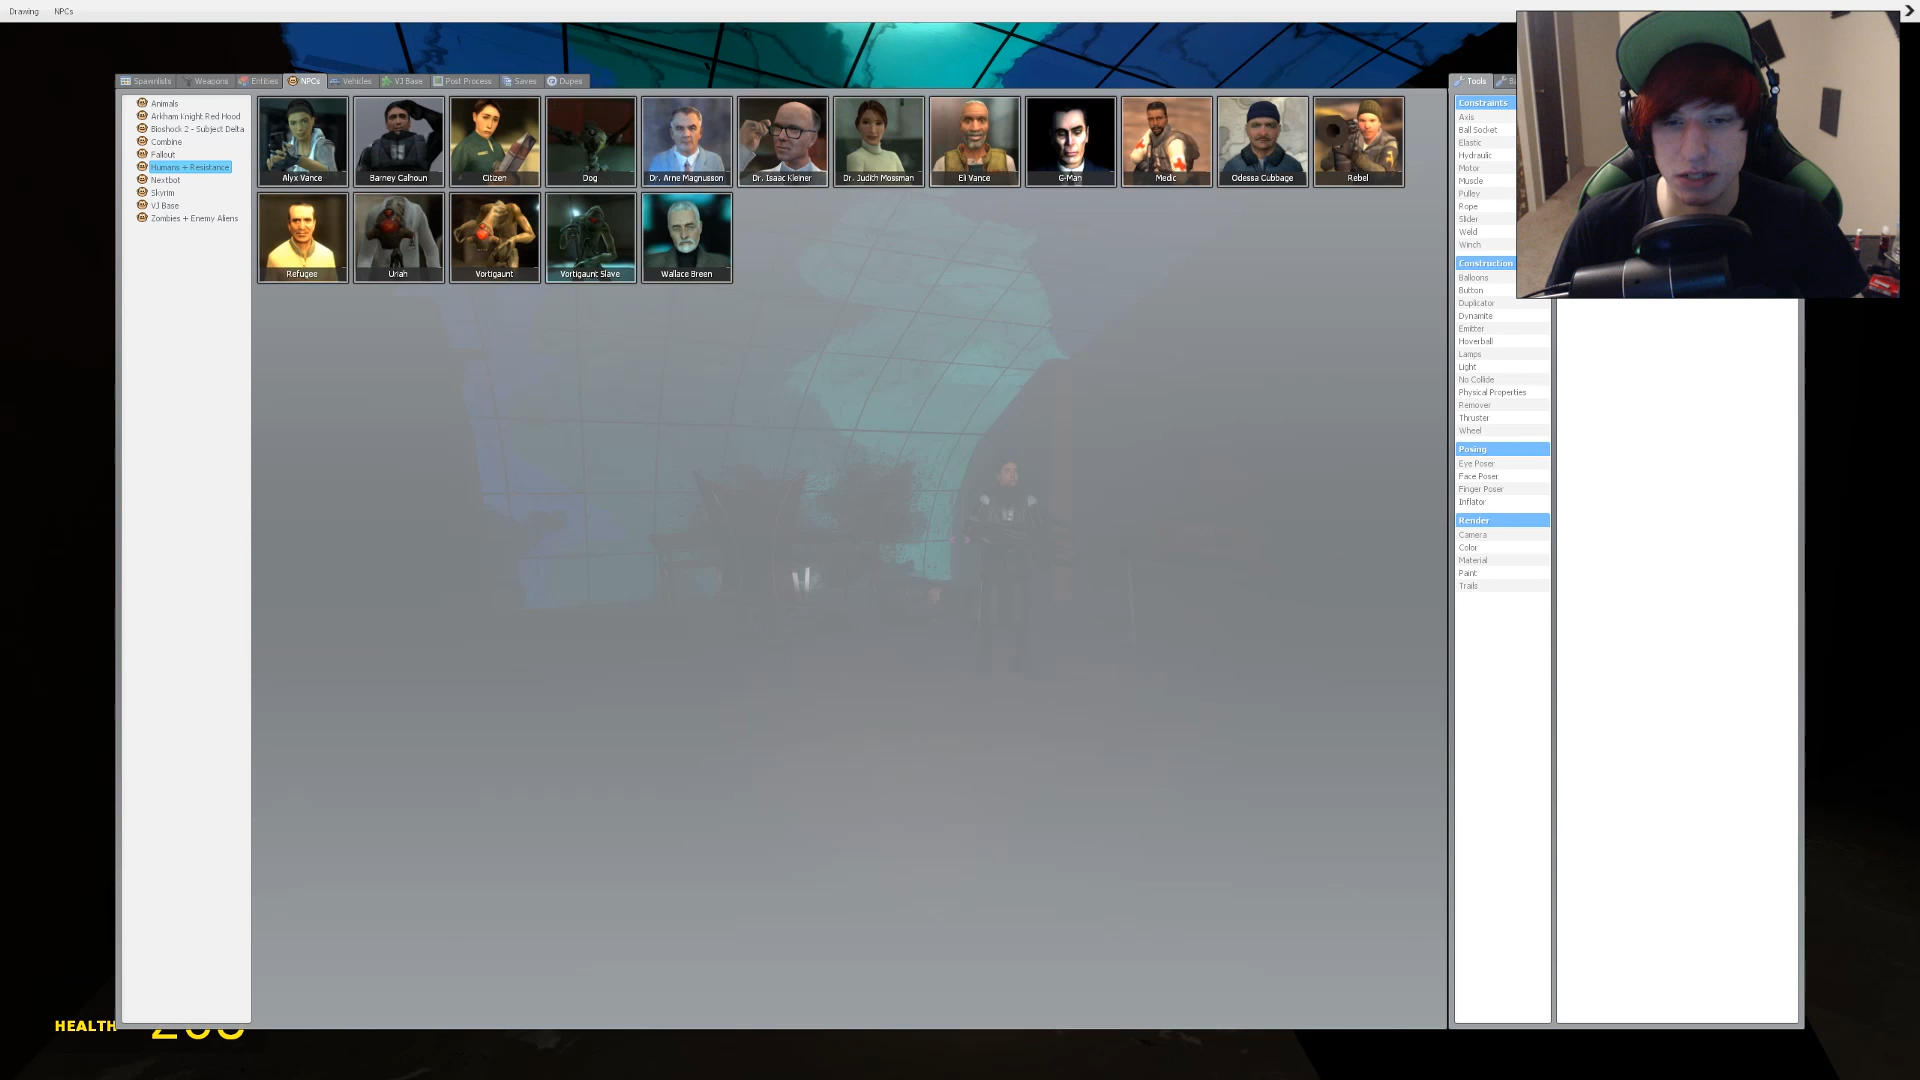 Drawing NPCs
Spawnlists Weapons Entities NPCs Vehicles VJ Base Post Process Saves Dupes
Animals
Arkham Knight Red Hood
Bioshock 2 - Subject Delta
Combine
Fallout
Humans + Resistance
Nextbot
Skyrim
VJ Base
Zombies + Enemy Aliens
Alyx Vance Barney Calhoun Citizen Dog Dr. Arne Magnusson Dr. Isaac Kleiner Dr. Judith Mossman Eli Vance G-Man Medic Odessa Cubbage Rebel
Refugee Uriah Vortigaunt Vortigaunt Slave Wallace Breen
Tools
Constraints
Axis
Ball Socket
Elastic
Hydraulic
Motor
Muscle
Pulley
Rope
Slider
Weld
Winch
Construction
Balloons
Button
Duplicator
Dynamite
Emitter
Hoverball
Lamps
Light
No Collide
Physical Properties
Remover
Thruster
Wheel
Posing
Eye Poser
Face Poser
Finger Poser
Inflator
Render
Camera
Color
Material
Paint
Trails
HEALTH